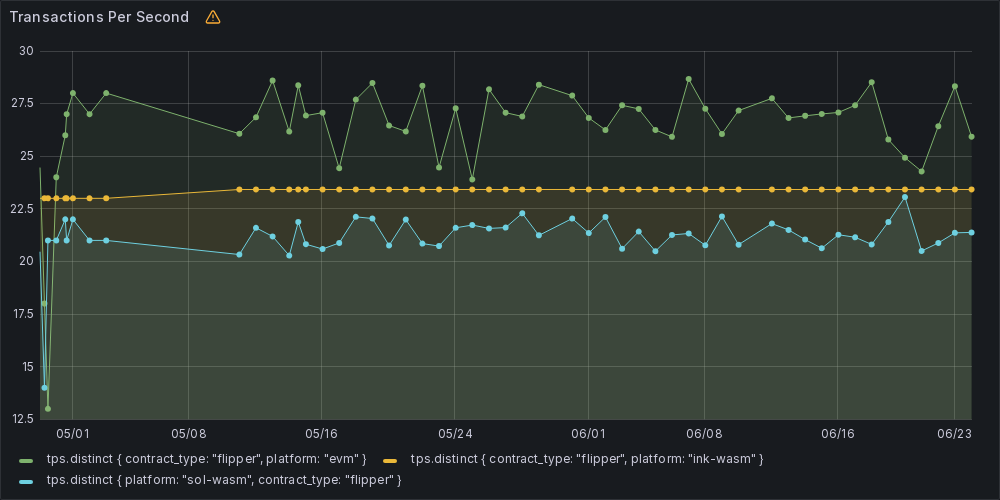 Transactions Per Second
30
27.5
25
22.5
20
17.5
15
12.5
05/01 05/08 05/16 05/24 06/01 06/08 06/16 06/23
tps.distinct { contract_type: "flipper", platform: "evm" } tps.distinct { contract_type: "flipper", platform: "ink-wasm" }
tps.distinct { platform: "sol-wasm", contract_type: "flipper" }